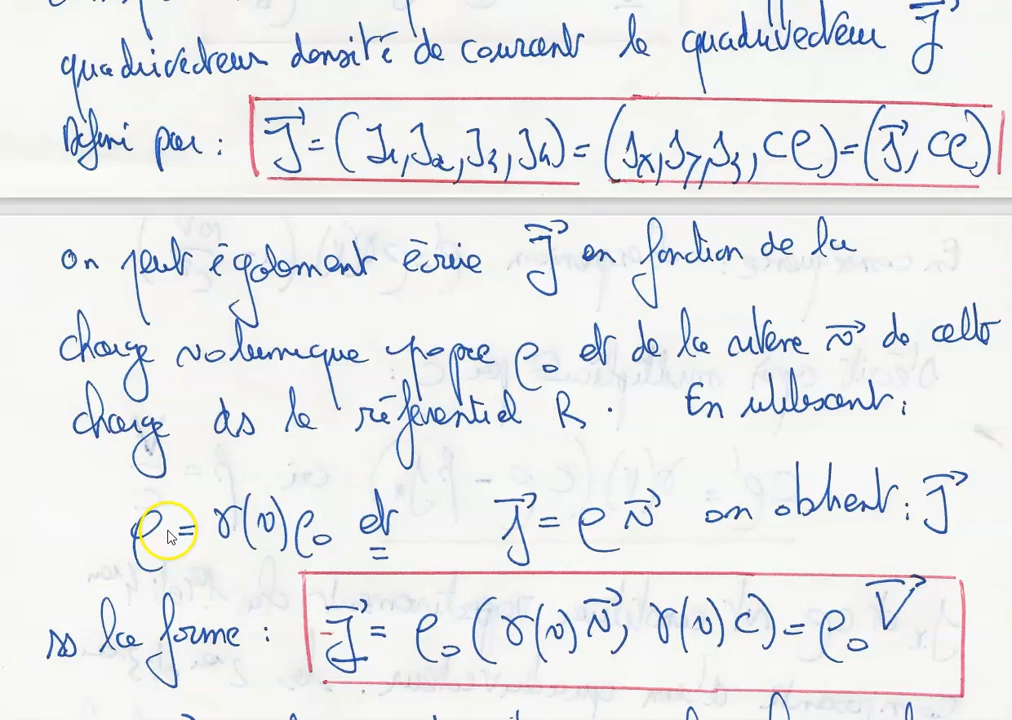 quadrivecteur densité de courant le quadrivecteur J⃗
Défini par : J⃗ = (J₁, J₂, J₃, J₄) = (Jx, Jy, J₃, Cρ) = (j⃗, Cρ)
on peut également écrire J⃗ en fonction de la
charge volumique propre ρ₀ et de la vitesse v⃗ de cette
charge ds le référentiel R. En utilisant :
ρ = γ(v)ρ₀ et j⃗ = ρ v⃗ on obtient : J⃗
ss la forme : J⃗ = ρ₀ (γ(v) v⃗, γ(v) C) = ρ₀ V⃗